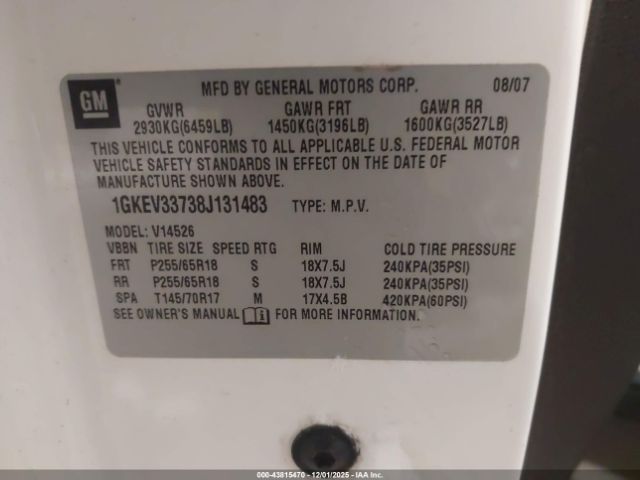 GM
MFD BY GENERAL MOTORS CORP. 08/07
GVWR GAWR FRT GAWR RR
2930KG(6459LB) 1450KG(3196LB) 1600KG(3527LB)
THIS VEHICLE CONFORMS TO ALL APPLICABLE U.S. FEDERAL MOTOR
VEHICLE SAFETY STANDARDS IN EFFECT ON THE DATE OF
MANUFACTURE SHOWN ABOVE.
1GKEV33738J131483 TYPE: M.P.V.
MODEL: V14526
VBBN TIRE SIZE SPEED RTG RIM COLD TIRE PRESSURE
FRT P255/65R18 S 18X7.5J 240KPA(35PSI)
RR P255/65R18 S 18X7.5J 240KPA(35PSI)
SPA T145/70R17 M 17X4.5B 420KPA(60PSI)
SEE OWNER'S MANUAL FOR MORE INFORMATION.
000-43815470 - 12/01/2025 - IAAI, Inc.